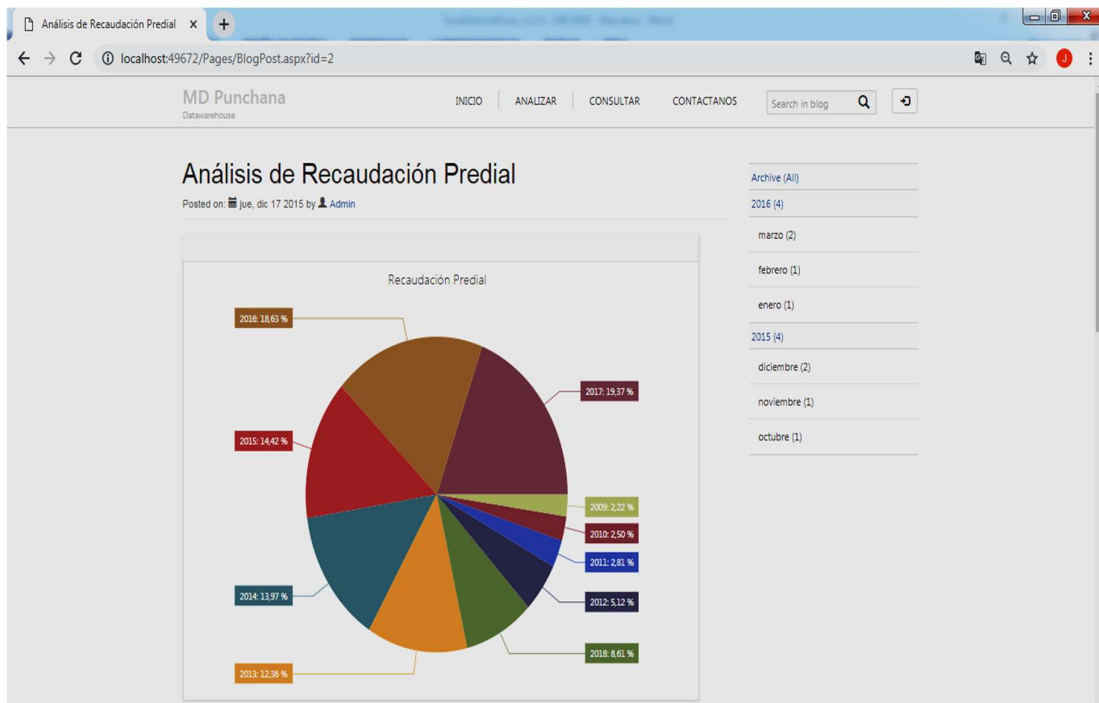 Análisis de Recaudación Predial
localhost:49672/Pages/BlogPost.aspx?id=2
J
MD Punchana
Datawarehouse
INICIO
ANALIZAR
CONSULTAR
CONTACTANOS
Search in blog
Análisis de Recaudación Predial
Posted on: jue, dic 17 2015 by Admin
Archive (All)
2016 (4)
marzo (2)
febrero (1)
enero (1)
2015 (4)
diciembre (2)
noviembre (1)
octubre (1)
Recaudación Predial
2016: 18,63 %
2017: 19,37 %
2015: 14,42 %
2009: 2,22 %
2010: 2,50 %
2011: 2,81 %
2014: 13,97 %
2012: 5,12 %
2018: 8,61 %
2013: 12,36 %